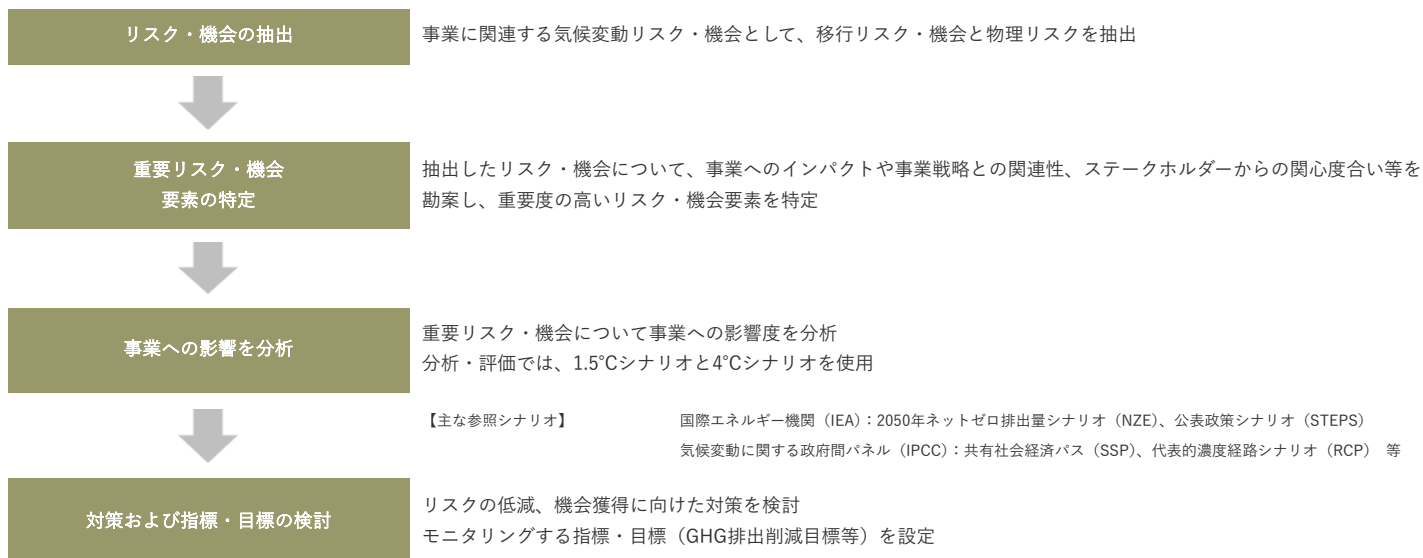 リスク・機会の抽出
事業に関連する気候変動リスク・機会として、移行リスク・機会と物理リスクを抽出
重要リスク・機会
要素の特定
抽出したリスク・機会について、事業へのインパクトや事業戦略との関連性、ステークホルダーからの関心度合い等を
勘案し、重要度の高いリスク・機会要素を特定
事業への影響を分析
重要リスク・機会について事業への影響度を分析
分析・評価では、1.5℃シナリオと4℃シナリオを使用
【主な参照シナリオ】 国際エネルギー機関（IEA）：2050年ネットゼロ排出量シナリオ（NZE）、公表政策シナリオ（STEPS）
気候変動に関する政府間パネル（IPCC）：共有社会経済パス（SSP）、代表的濃度経路シナリオ（RCP） 等
対策および指標・目標の検討
リスクの低減、機会獲得に向けた対策を検討
モニタリングする指標・目標（GHG排出削減目標等）を設定